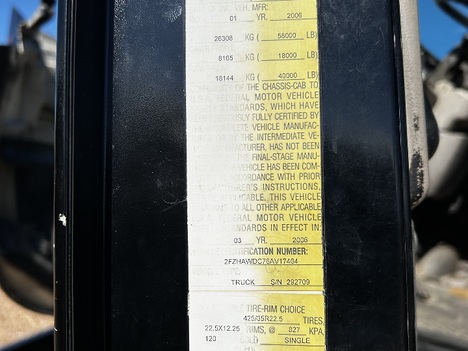 VEH. MFR:
01 YR. 2006
26308 KG ( 58000 LB)
8165 KG ( 18000 LB)
18144 KG ( 40000 LB)
OF THE CHASSIS-CAB TO
FEDERAL MOTOR VEHICLE
STANDARDS, WHICH HAVE
FULLY CERTIFIED BY
VEHICLE MANUFAC-
THE INTERMEDIATE VE-
HAS NOT BEEN
THE FINAL-STAGE MANU-
VEHICLE HAS BEEN COM-
ACCORDANCE WITH PRIOR
INSTRUCTIONS,
THIS VEHICLE
TO ALL OTHER APPLICABLE
FEDERAL MOTOR VEHICLE
STANDARDS IN EFFECT IN:
03 YR. 2006
NUMBER:
2FZHAWDC76AV17404
TRUCK S/N 292709
TIRE-RIM CHOICE
TIRES,
22.5X12.25 RIMS, @ 827 KPA,
120 COLD SINGLE